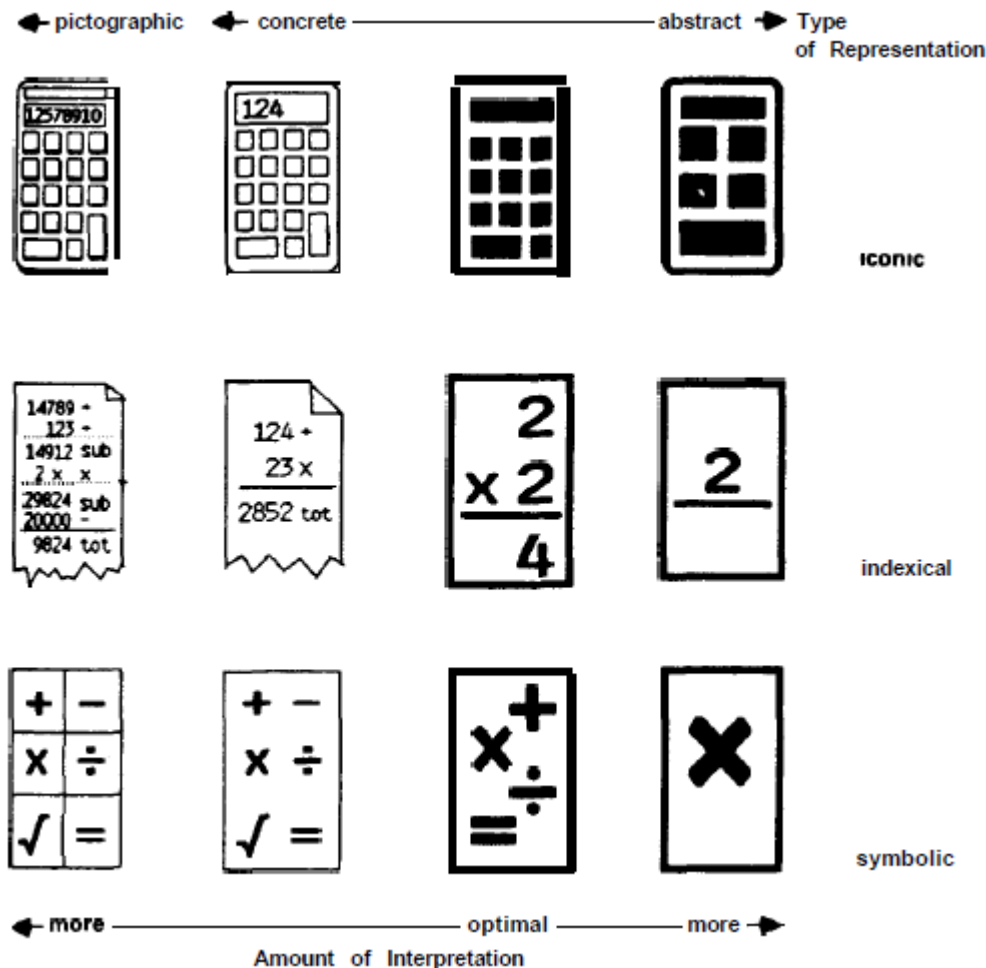 pictographic concrete abstract Type
of Representation
12578910 124
iconic
14789 +
123 +
14912 sub
2 x x
29824 sub
20000 -
9824 tot
124 +
23 x
2852 tot
2
x 2
4
2
indexical
+ -
x ÷
√ =
+ -
x ÷
√ =
+
x
÷
=
x
symbolic
more optimal more
Amount of Interpretation